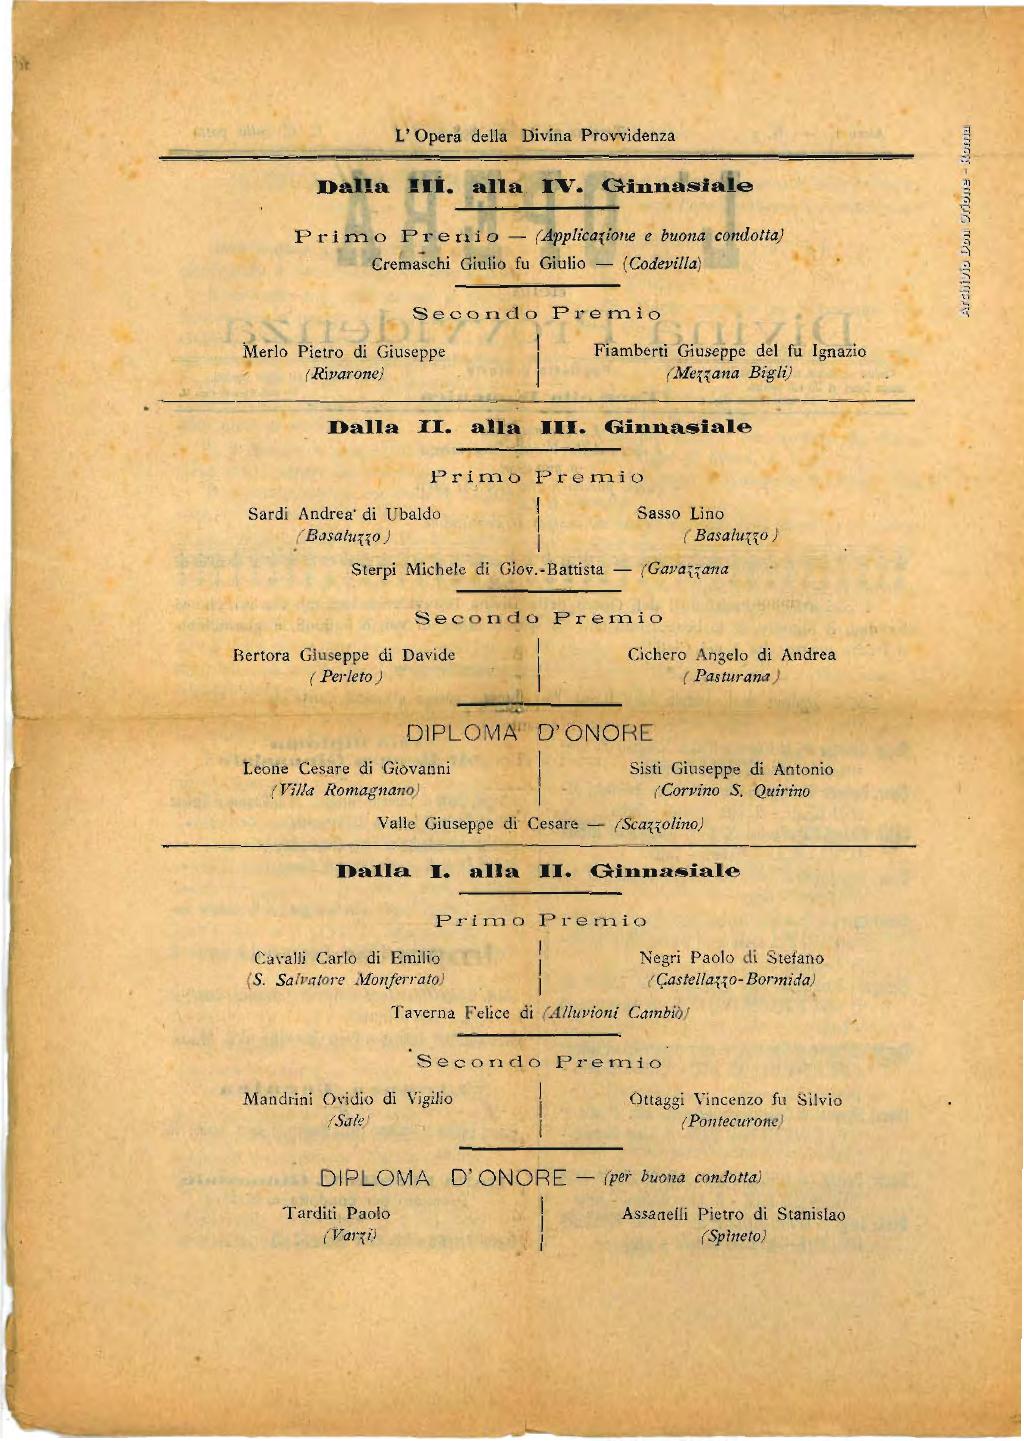 L' Opera della Divina Provvidenza
Dalla III. alla IV. Ginnasiale
Primo Premio — (Applicazione e buona condotta)
Cremaschi Giulio fu Giulio — (Codevilla)
Secondo Premio
Merlo Pietro di Giuseppe
(Rivarone)
Fiamberti Giuseppe del fu Ignazio
(Mezzana Bigli)
Dalla II. alla III. Ginnasiale
Primo Premio
Sardi Andrea di Ubaldo
(Basaluzzo)
Sasso Lino
(Basaluzzo)
Sterpi Michele di Giov.-Battista — (Gavazzana
Secondo Premio
Bertora Giuseppe di Davide
(Perleto)
Cichero Angelo di Andrea
(Pasturana)
DIPLOMA D'ONORE
Leone Cesare di Giovanni
(Villa Romagnano)
Sisti Giuseppe di Antonio
(Corvino S. Quirino
Valle Giuseppe di Cesare — (Scazzolino)
Dalla I. alla II. Ginnasiale
Primo Premio
Cavalli Carlo di Emilio
(S. Salvatore Monferrato)
Negri Paolo di Stefano
(Castellazzo-Bormida)
Taverna Felice di (Alluvioni Cambiò)
Secondo Premio
Mandrini Ovidio di Vigilio
(Sale)
Ottaggi Vincenzo fu Silvio
(Pontecurone)
DIPLOMA D'ONORE — (per buona condotta)
Tarditi Paolo
(Varzi)
Assanelli Pietro di Stanislao
(Spineto)
Archivio Don Orione - Roma